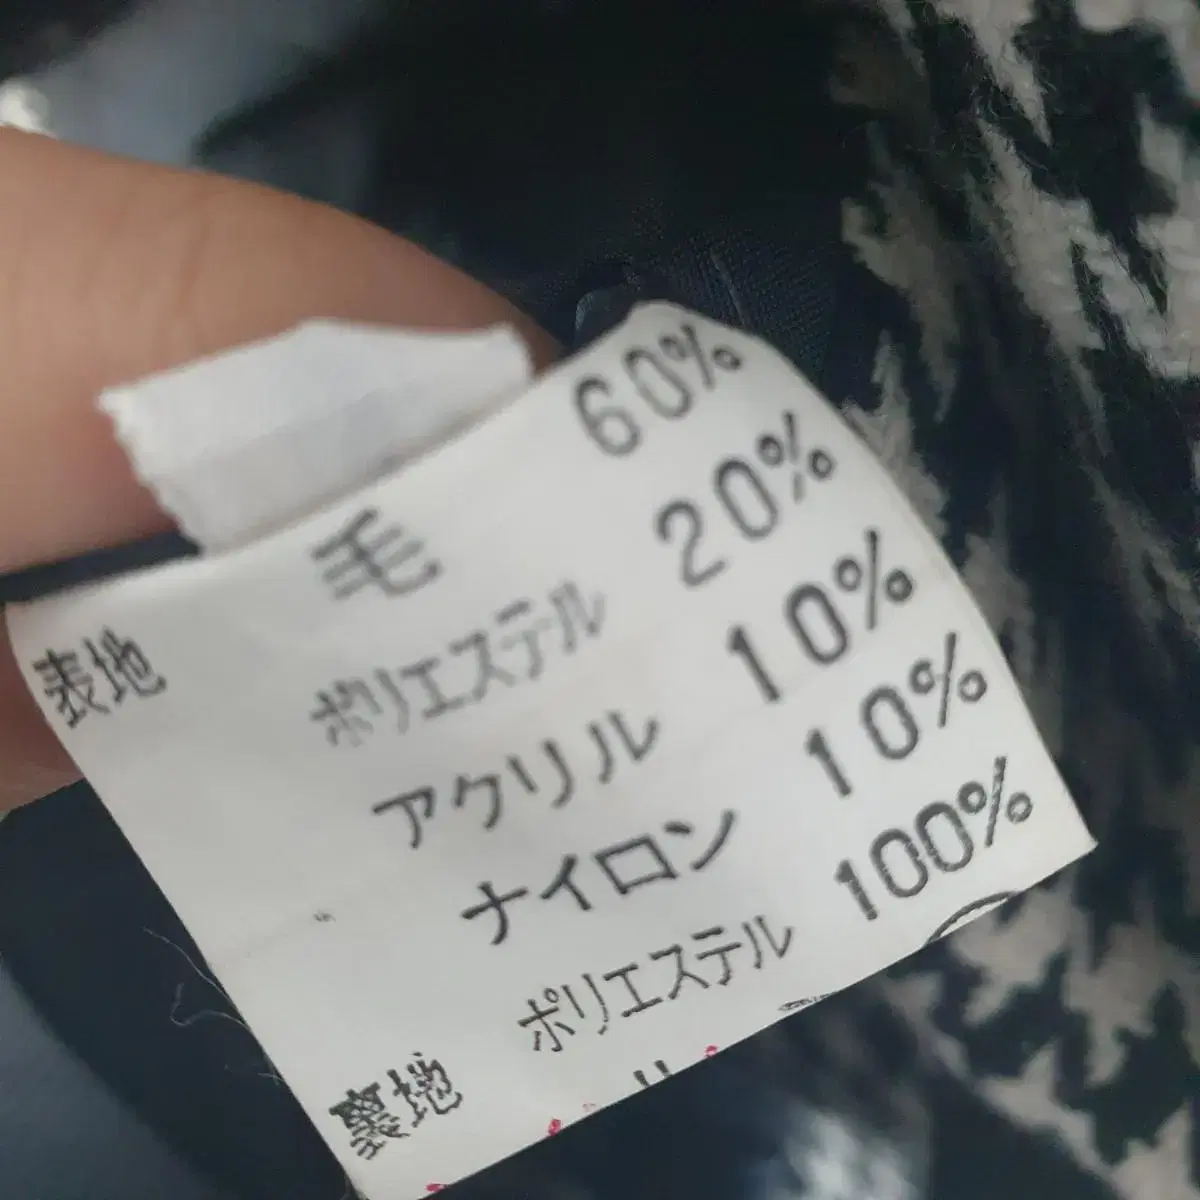 表地 毛 60%
ポリエステル 20%
アクリル 10%
ナイロン 10%
裏地 ポリエステル 100%